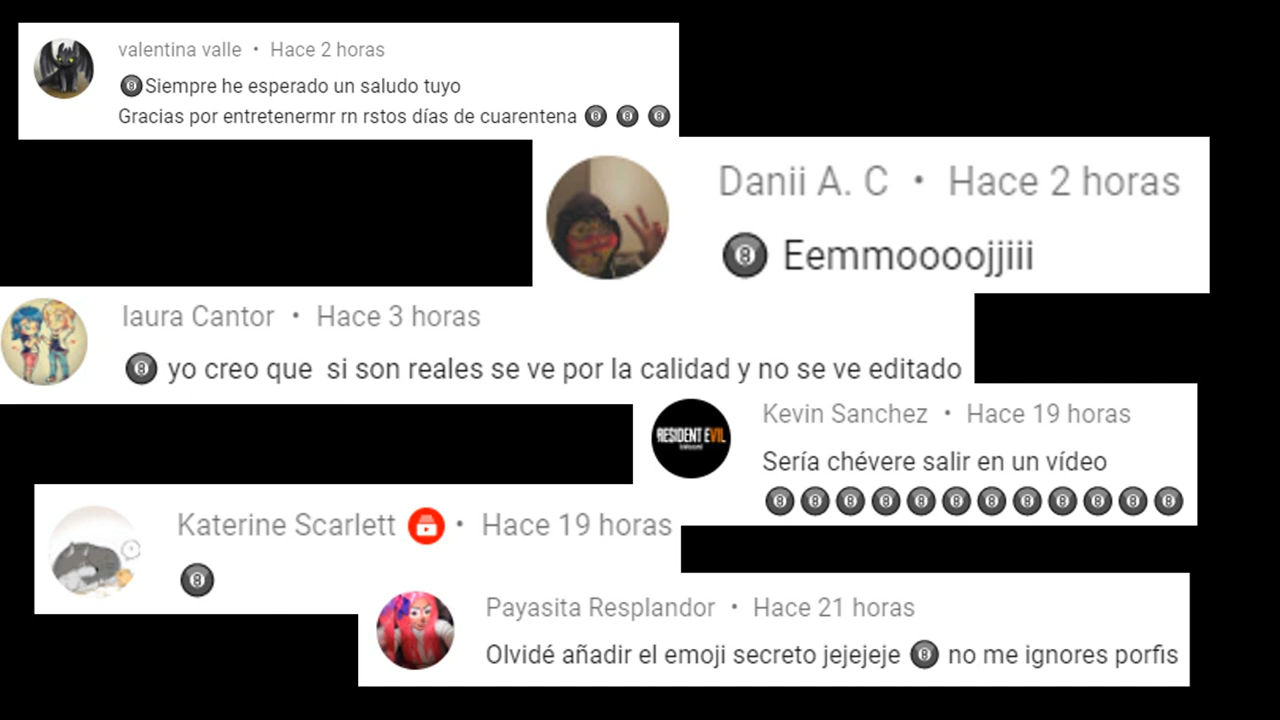 valentina valle • Hace 2 horas
🎱Siempre he esperado un saludo tuyo
Gracias por entretenermr rn rstos días de cuarentena 🎱 🎱 🎱
Danii A. C • Hace 2 horas
🎱 Eemmoooojjiii
laura Cantor • Hace 3 horas
🎱 yo creo que si son reales se ve por la calidad y no se ve editado
RESIDENT EVIL
Kevin Sanchez • Hace 19 horas
Sería chévere salir en un vídeo
🎱🎱🎱🎱🎱🎱🎱🎱🎱🎱🎱🎱
Katerine Scarlett • Hace 19 horas
🎱
Payasita Resplandor • Hace 21 horas
Olvidé añadir el emoji secreto jejejeje 🎱 no me ignores porfis